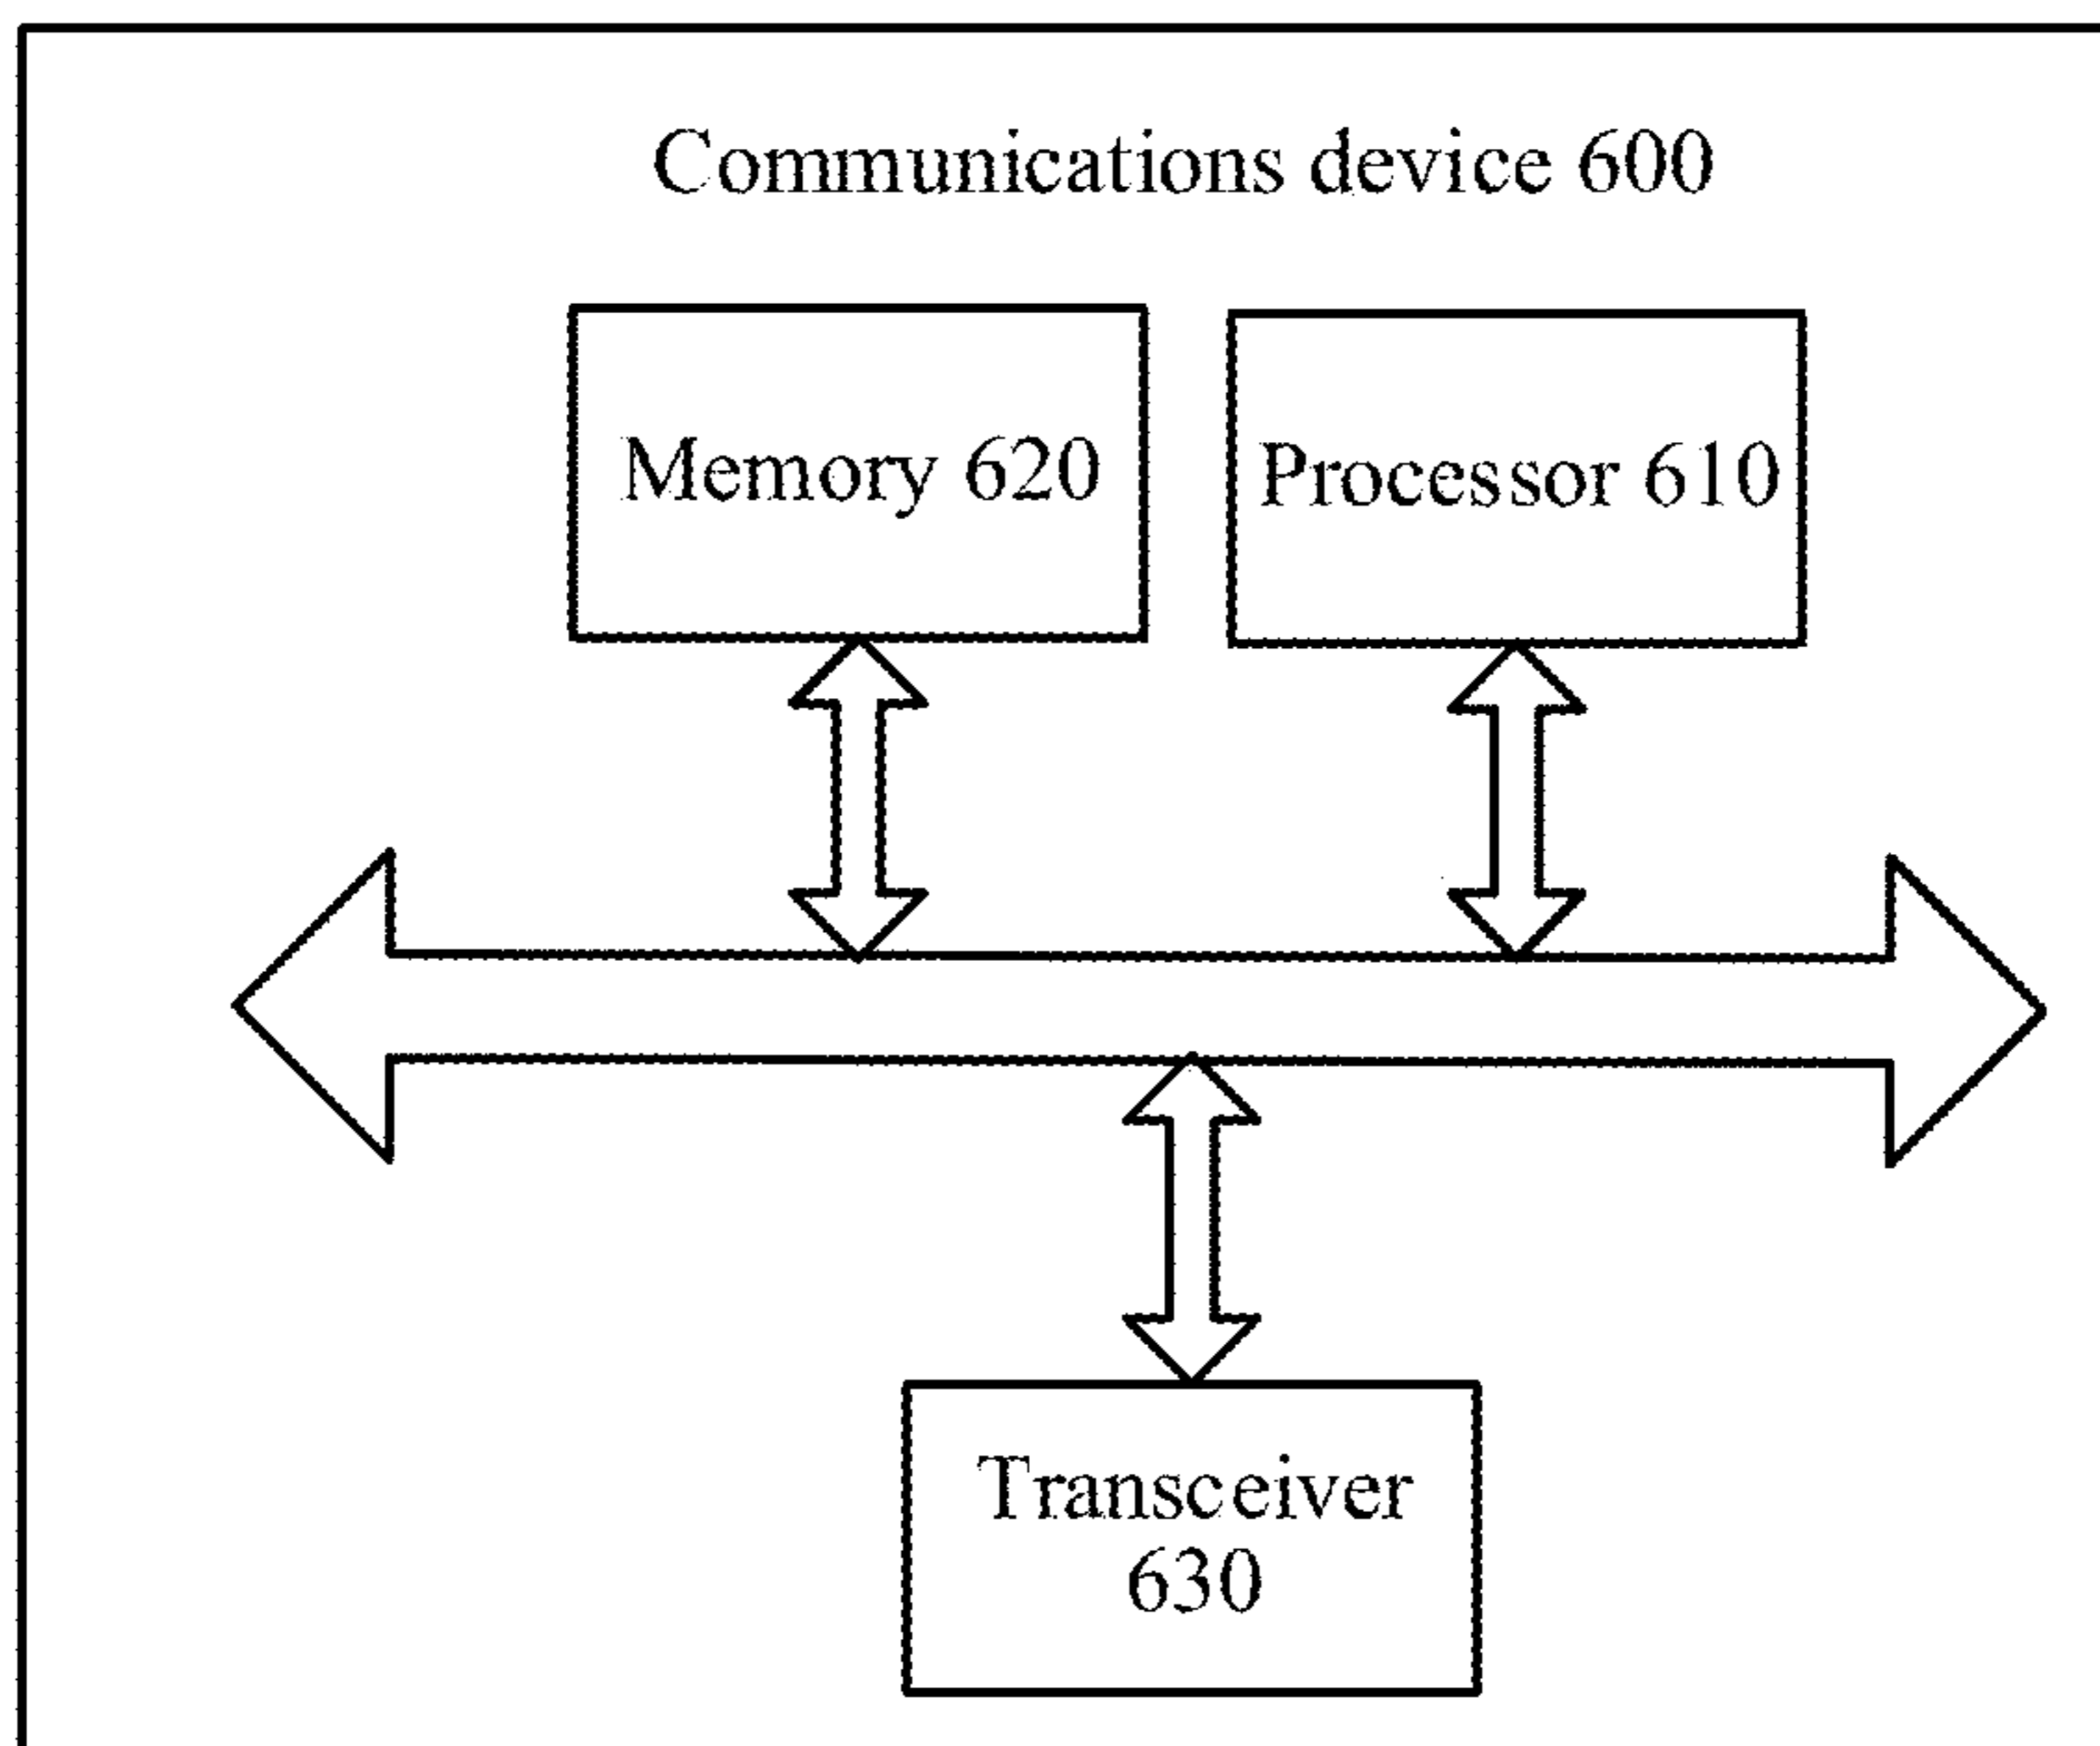 Communications device 600
Memory 620
Processor 610
Transceiver
630